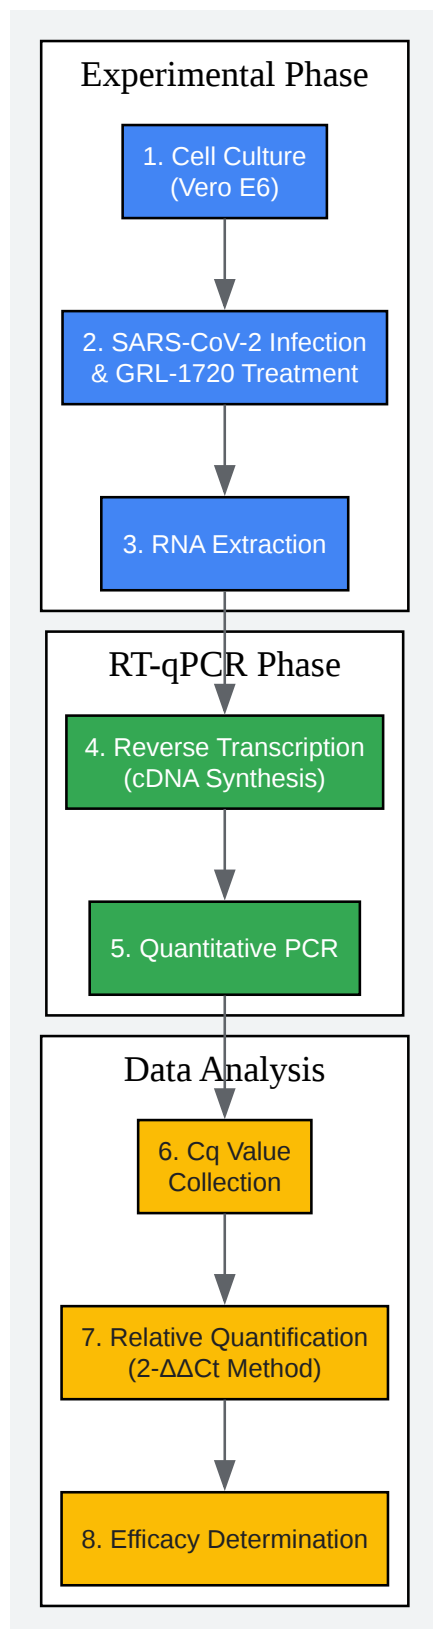 Experimental Phase
1. Cell Culture
(Vero E6)
2. SARS-CoV-2 Infection
& GRL-1720 Treatment
3. RNA Extraction
RT-qPCR Phase
4. Reverse Transcription
(cDNA Synthesis)
5. Quantitative PCR
Data Analysis
6. Cq Value
Collection
7. Relative Quantification
(2-ΔΔCt Method)
8. Efficacy Determination